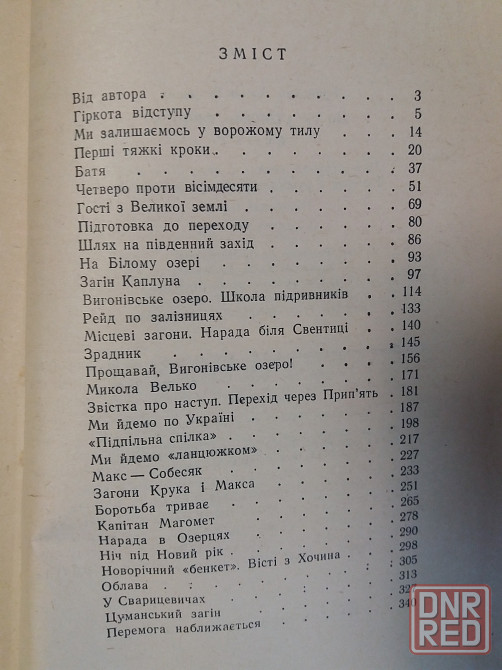 ЗМІСТ
Від автора . . . . . . . . . . 3
Гіркота відступу . . . . . . . . 5
Ми залишаємось у ворожому тилу . . . 14
Перші тяжкі кроки . . . . . . . . 20
Батя . . . . . . . . . . 37
Четверо проти вісімдесяти . . . . . 51
Гості з Великої землі . . . . . . 69
Підготовка до переходу . . . . . . 80
Шлях на південний захід . . . . . 86
На Білому озері . . . . . . . 93
Загін Каплуна . . . . . . . . 97
Вигонівське озеро. Школа підривників . . 114
Рейд по залізницях . . . . . . . 133
Місцеві загони. Нарада біля Свентиці . . 140
Зрадник . . . . . . . . . 145
Прощавай, Вигонівське озеро! . . . . 156
Микола Велько . . . . . . . . 171
Звістка про наступ. Перехід через Прип'ять . 181
Ми йдемо по Україні . . . . . . 187
«Підпільна спілка» . . . . . . . 198
Ми йдемо «ланцюжком» . . . . . . 217
Макс — Собесяк . . . . . . . 227
Загони Крука і Макса . . . . . . 233
Боротьба триває . . . . . . . 251
Капітан Магомет . . . . . . . 265
Нарада в Озерцях . . . . . . . 278
Ніч під Новий рік . . . . . . . 290
Новорічний «бенкет». Вісті з Хочина . . . 298
Облава . . . . . . . . . 305
У Сварицевичах . . . . . . . 313
Цуманський загін . . . . . . . 327
Перемога наближається . . . . . . 340
DNR
RED